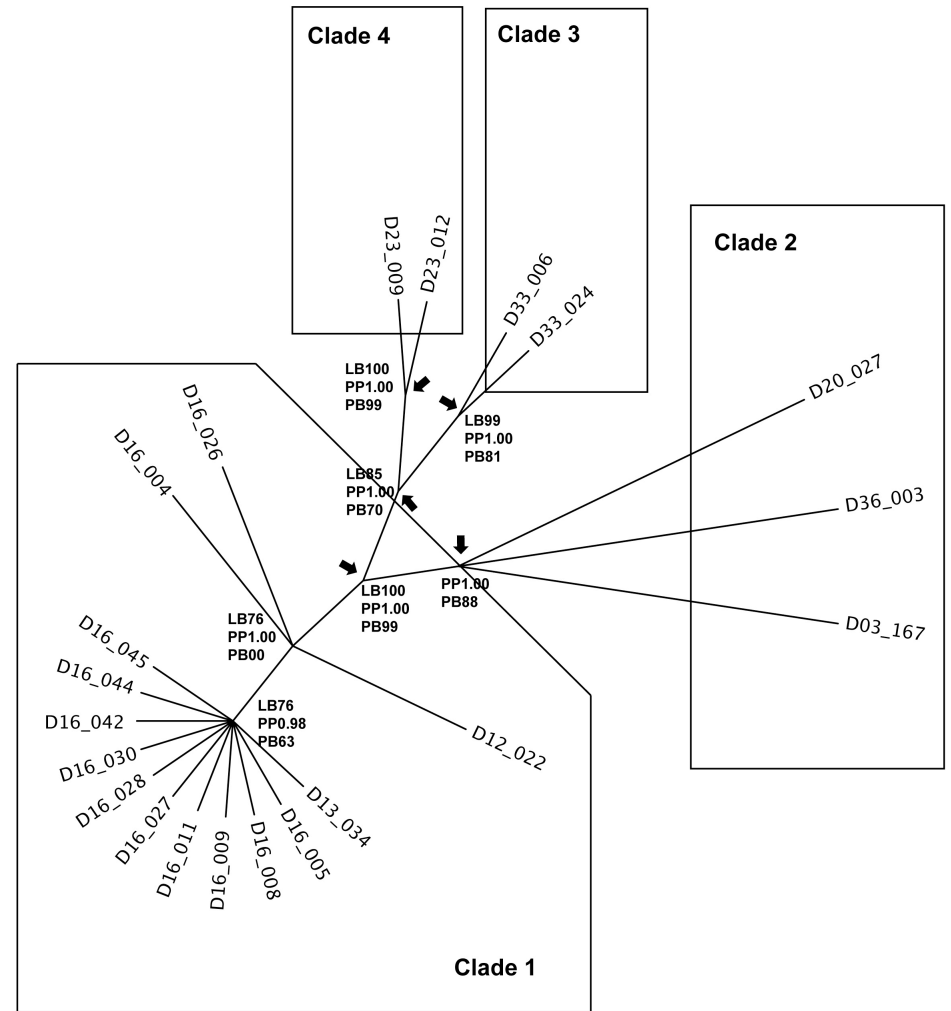 Clade 4
Clade 3
Clade 2
D23_009
D23_012
D33_006
D33_024
D20_027
D36_003
D03_167
LB100
PP1.00
PB99
LB99
PP1.00
PB81
LB85
PP1.00
PB70
PP1.00
PB88
LB100
PP1.00
PB99
D16_026
D16_004
LB76
PP1.00
PB00
LB76
PP0.98
PB63
D12_022
D16_045
D16_044
D16_042
D16_030
D16_028
D16_027
D16_011
D16_009
D16_008
D16_005
D13_034
Clade 1